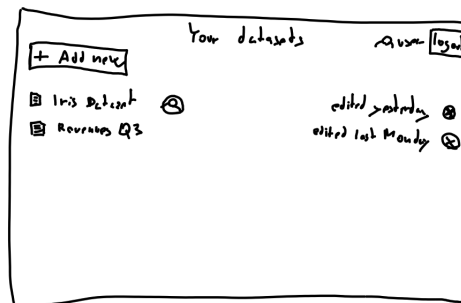 Your datasets
user
logout
+ Add new
Iris Dataset
edited yesterday
Revenues Q3
edited last Monday